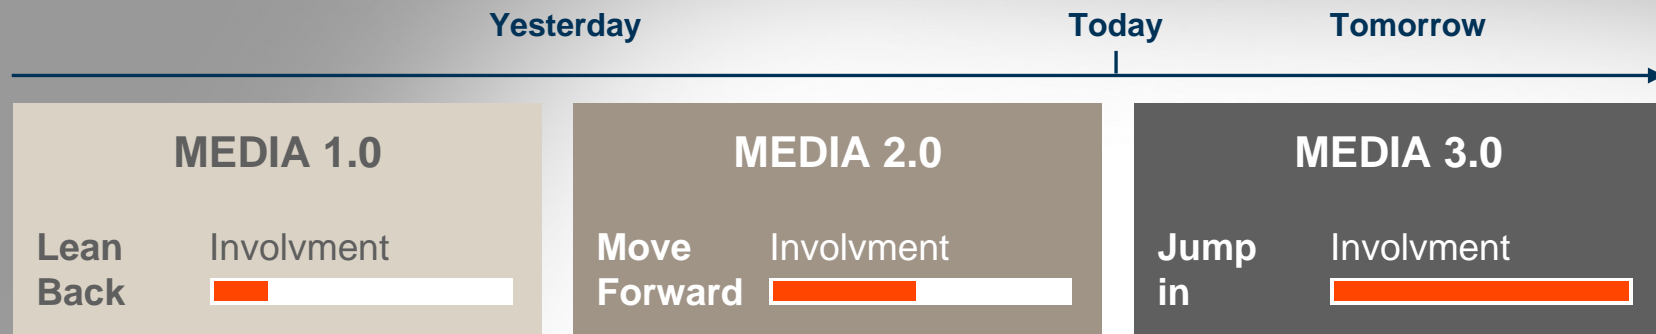 Yesterday Today Tomorrow
MEDIA 1.0
Lean Involvment
Back
MEDIA 2.0
Move Involvment
Forward
MEDIA 3.0
Jump Involvment
in